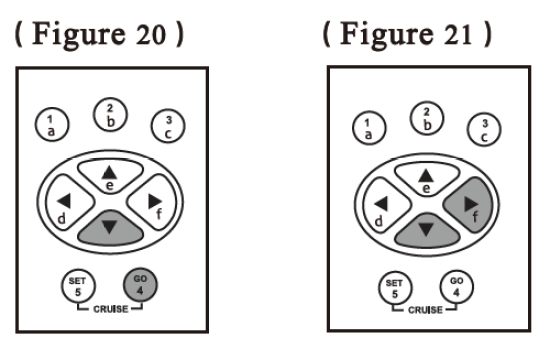 ( Figure 20 )
1
a
2
b
3
c
e
d
f
SET
5
GO
4
CRUISE
( Figure 21 )
1
a
2
b
3
c
e
d
f
SET
5
GO
4
CRUISE